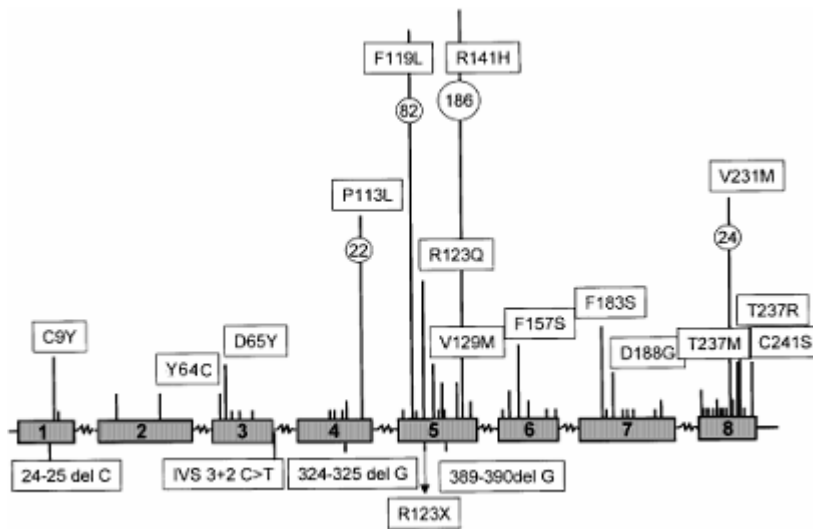 F119L
R141H
82
186
V231M
P113L
22
R123Q
24
F183S
T237R
C9Y
D65Y
F157S
Y64C
V129M
D188G
T237M
C241S
1
2
3
4
5
6
7
8
24-25 del C
IVS 3+2 C>T
324-325 del G
389-390del G
R123X